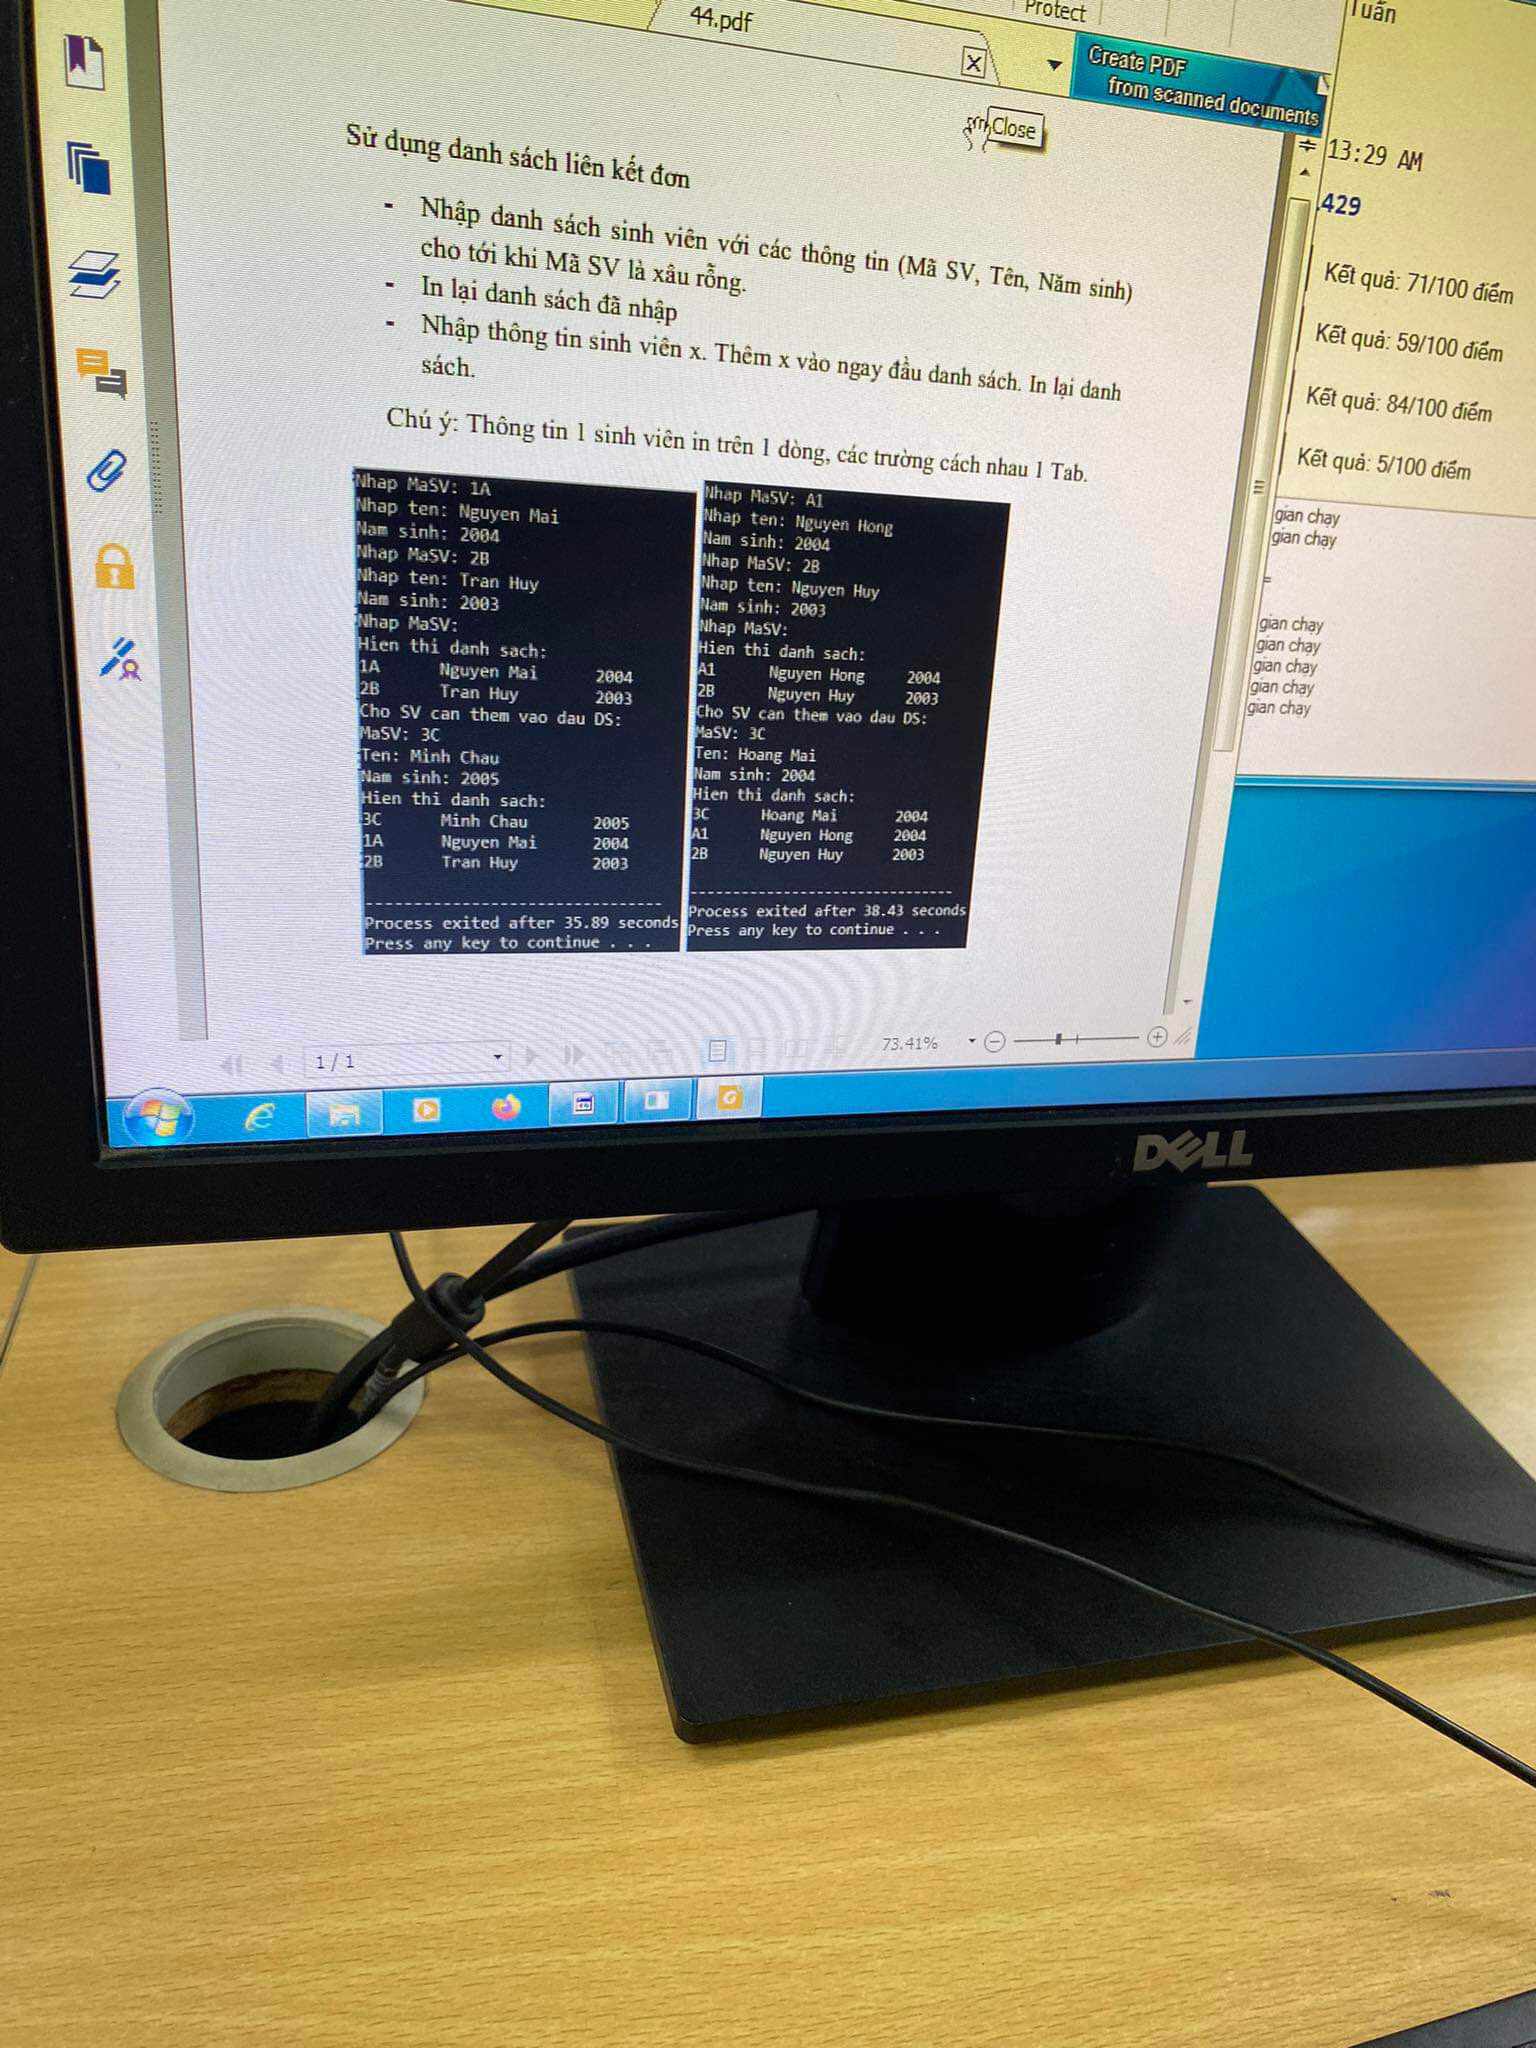 Protect
Tuấn
44.pdf
Create PDF
from scanned documents
Close
13:29 AM
429
Kết quả: 71/100 điểm
Kết quả: 59/100 điểm
Kết quả: 84/100 điểm
Kết quả: 5/100 điểm
gian chạy
gian chạy
gian chạy
gian chạy
gian chạy
gian chạy
gian chạy
Sử dụng danh sách liên kết đơn
- Nhập danh sách sinh viên với các thông tin (Mã SV, Tên, Năm sinh)
cho tới khi Mã SV là xâu rỗng.
- In lại danh sách đã nhập
- Nhập thông tin sinh viên x. Thêm x vào ngay đầu danh sách. In lại danh
sách.
Chú ý: Thông tin 1 sinh viên in trên 1 dòng, các trường cách nhau 1 Tab.
Nhap MaSV: 1A
Nhap ten: Nguyen Mai
Nam sinh: 2004
Nhap MaSV: 2B
Nhap ten: Tran Huy
Nam sinh: 2003
Nhap MaSV:
Hien thi danh sach:
1A Nguyen Mai 2004
2B Tran Huy 2003
Cho SV can them vao dau DS:
MaSV: 3C
Ten: Minh Chau
Nam sinh: 2005
Hien thi danh sach:
3C Minh Chau 2005
1A Nguyen Mai 2004
2B Tran Huy 2003
--------------------------------
Process exited after 35.89 seconds
Press any key to continue . . .
Nhap MaSV: A1
Nhap ten: Nguyen Hong
Nam sinh: 2004
Nhap MaSV: 2B
Nhap ten: Nguyen Huy
Nam sinh: 2003
Nhap MaSV:
Hien thi danh sach:
A1 Nguyen Hong 2004
2B Nguyen Huy 2003
Cho SV can them vao dau DS:
MaSV: 3C
Ten: Hoang Mai
Nam sinh: 2004
Hien thi danh sach:
3C Hoang Mai 2004
A1 Nguyen Hong 2004
2B Nguyen Huy 2003
--------------------------------
Process exited after 38.43 seconds
Press any key to continue . . .
1 / 1
73.41%
DELL